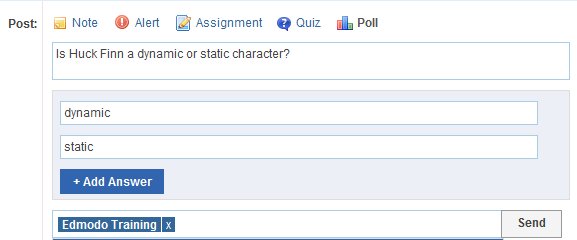 Post: Note Alert Assignment Quiz Poll
Is Huck Finn a dynamic or static character?
dynamic
static
+ Add Answer
Edmodo Training x Send